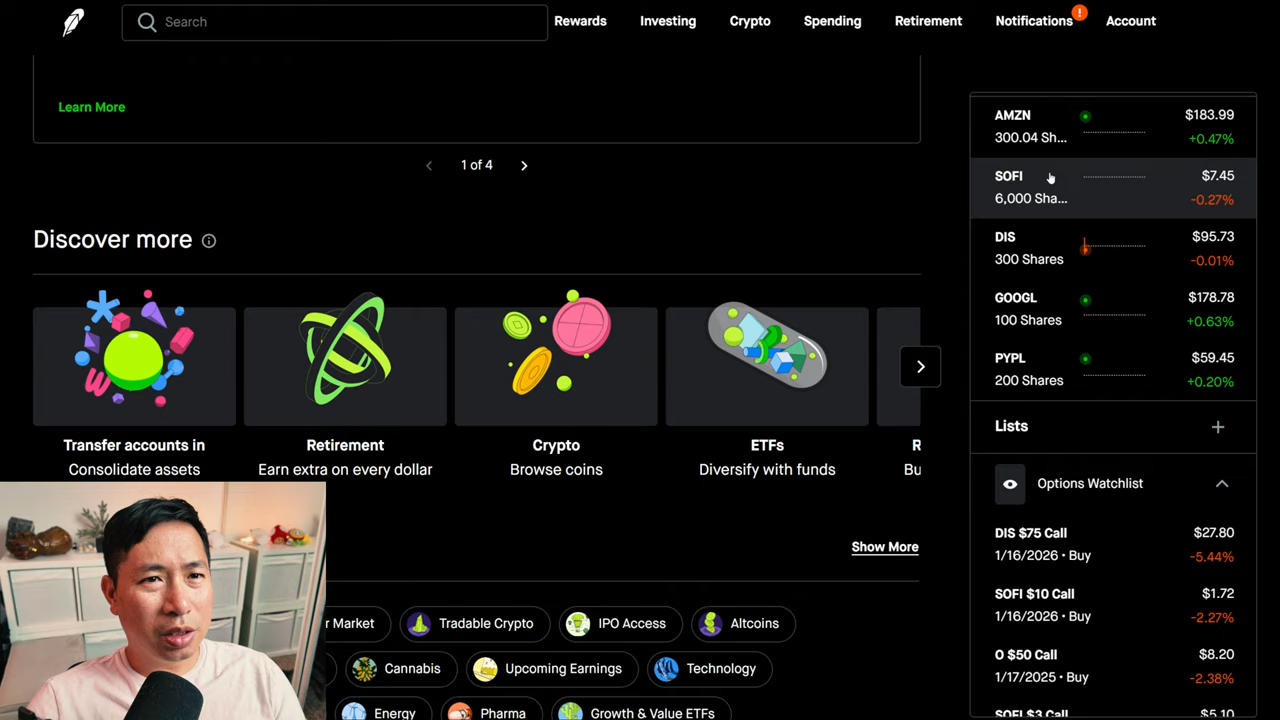 Search
Rewards
Investing
Crypto
Spending
Retirement
Notifications
!
Account
Learn More
1 of 4
Discover more
Transfer accounts in
Consolidate assets
Retirement
Earn extra on every dollar
Crypto
Browse coins
ETFs
Diversify with funds
R
Bu
Show More
r Market
Tradable Crypto
IPO Access
Altcoins
Cannabis
Upcoming Earnings
Technology
Energy
Pharma
Growth & Value ETFs
AMZN
$183.99
300.04 Sh...
+0.47%
SOFI
$7.45
6,000 Sha...
-0.27%
DIS
$95.73
300 Shares
-0.01%
GOOGL
$178.78
100 Shares
+0.63%
PYPL
$59.45
200 Shares
+0.20%
Lists
Options Watchlist
DIS $75 Call
$27.80
1/16/2026 • Buy
-5.44%
SOFI $10 Call
$1.72
1/16/2026 • Buy
-2.27%
O $50 Call
$8.20
1/17/2025 • Buy
-2.38%
SOFI $3 Call
$5.10